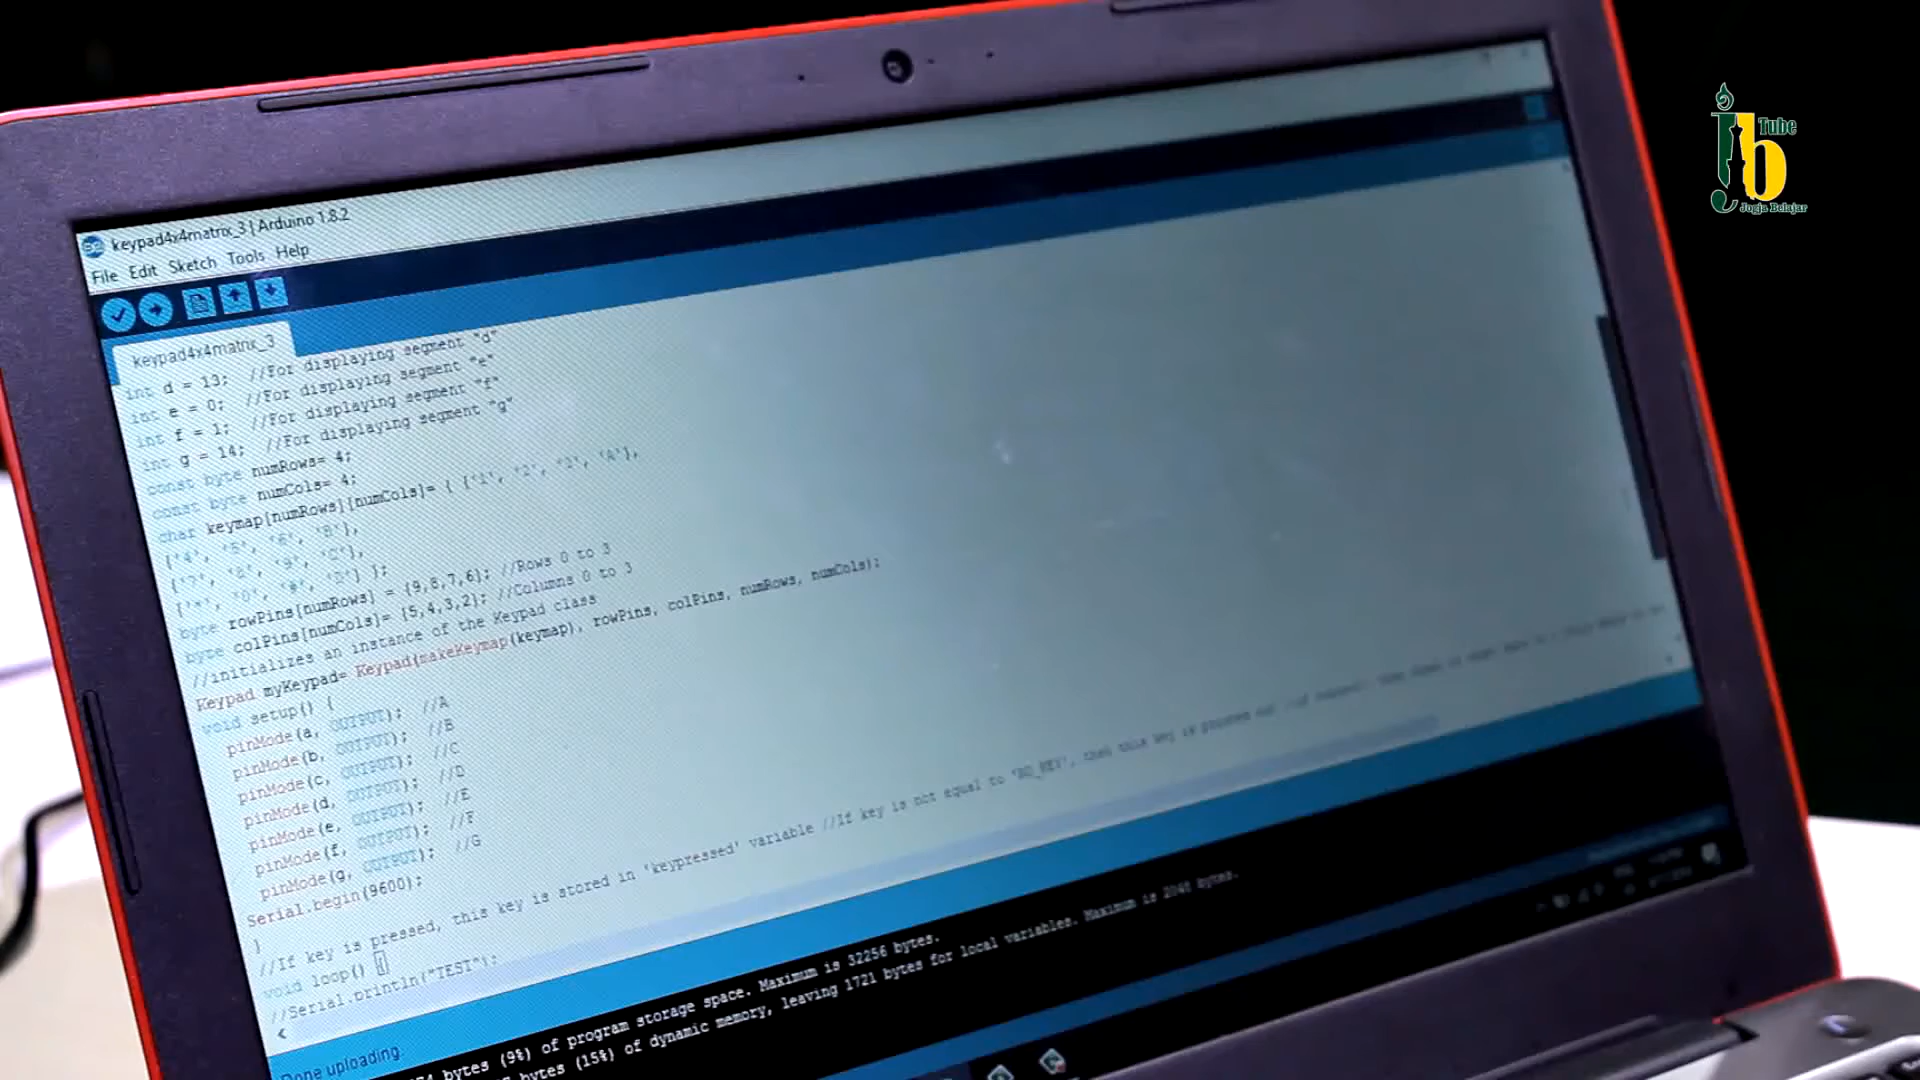 Tube
Jogja Belajar
keypad4x4matrix_3 | Arduino 1.8.2
File Edit Sketch Tools Help
keypad4x4matrix_3
int d = 13; //For displaying segment "d"
int e = 0; //For displaying segment "e"
int f = 1; //For displaying segment "f"
int g = 14; //For displaying segment "g"
const byte numRows= 4;
const byte numCols= 4;
char keymap[numRows][numCols]= { {'1', '2', '3', 'A'},
{'4', '5', '6', 'B'},
{'7', '8', '9', 'C'},
{'*', '0', '#', 'D'} };
byte rowPins[numRows] = {9,8,7,6}; //Rows 0 to 3
byte colPins[numCols]= {5,4,3,2}; //Columns 0 to 3
//initializes an instance of the Keypad class
Keypad myKeypad= Keypad(makeKeymap(keymap), rowPins, colPins, numRows, numCols);
void setup() {
pinMode(a, OUTPUT); //A
pinMode(b, OUTPUT); //B
pinMode(c, OUTPUT); //C
pinMode(d, OUTPUT); //D
pinMode(e, OUTPUT); //E
pinMode(f, OUTPUT); //F
pinMode(g, OUTPUT); //G
Serial.begin(9600);
}
//If key is pressed, this key is stored in 'keypressed' variable //If key is not equal to 'NO_KEY', then this key is printed out
void loop() {
//Serial.println("TEST");
Done uploading.
bytes (9%) of program storage space. Maximum is 32256 bytes.
bytes (15%) of dynamic memory, leaving 1721 bytes for local variables. Maximum is 2048 bytes.